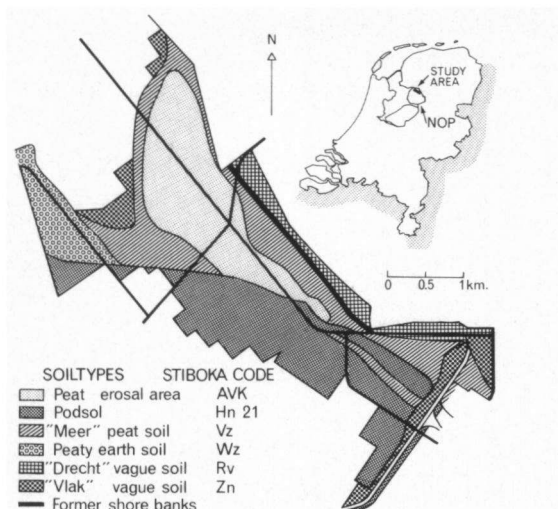 N
STUDY
AREA
NOP
0 0.5 1km.
SOILTYPES STIBOKA CODE
Peat erosal area AVK
Podsol Hn 21
"Meer" peat soil Vz
Peaty earth soil Wz
"Drecht" vague soil Rv
"Vlak" vague soil Zn
Former shore banks